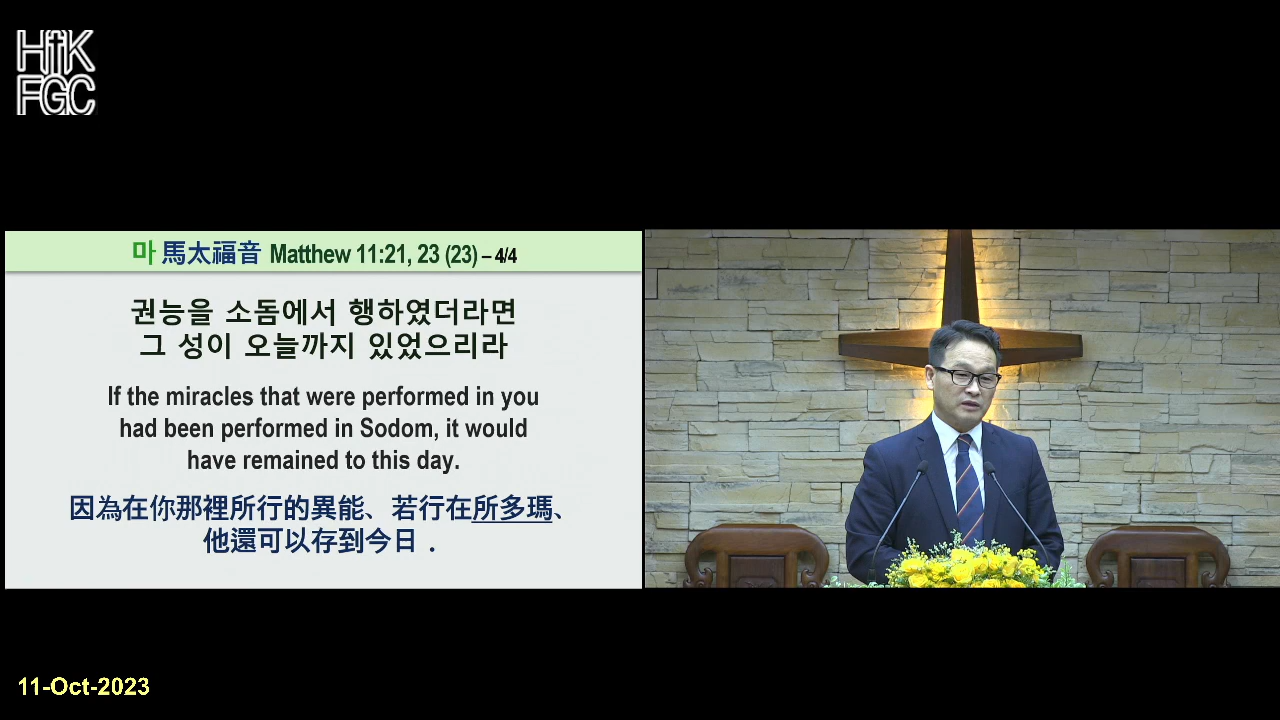 HfK
FGC
마 馬太福音 Matthew 11:21, 23 (23) – 4/4
권능을 소돔에서 행하였더라면
그 성이 오늘까지 있었으리라
If the miracles that were performed in you
had been performed in Sodom, it would
have remained to this day.
因為在你那裡所行的異能、若行在所多瑪、
他還可以存到今日．
11-Oct-2023